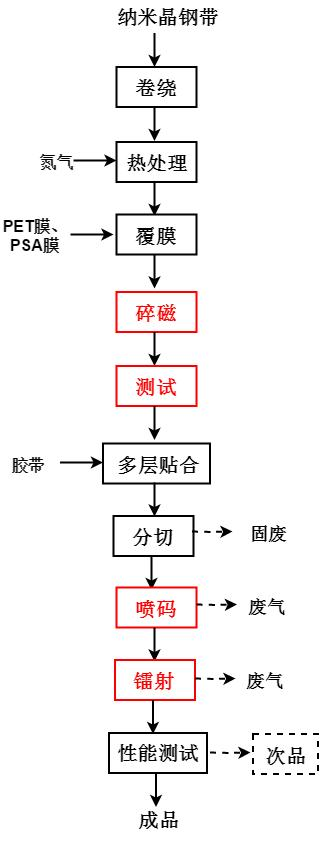 纳米晶钢带
卷绕
氮气
热处理
PET膜、
PSA膜
覆膜
碎磁
测试
胶带
多层贴合
分切
固废
喷码
废气
镭射
废气
性能测试
次品
成品